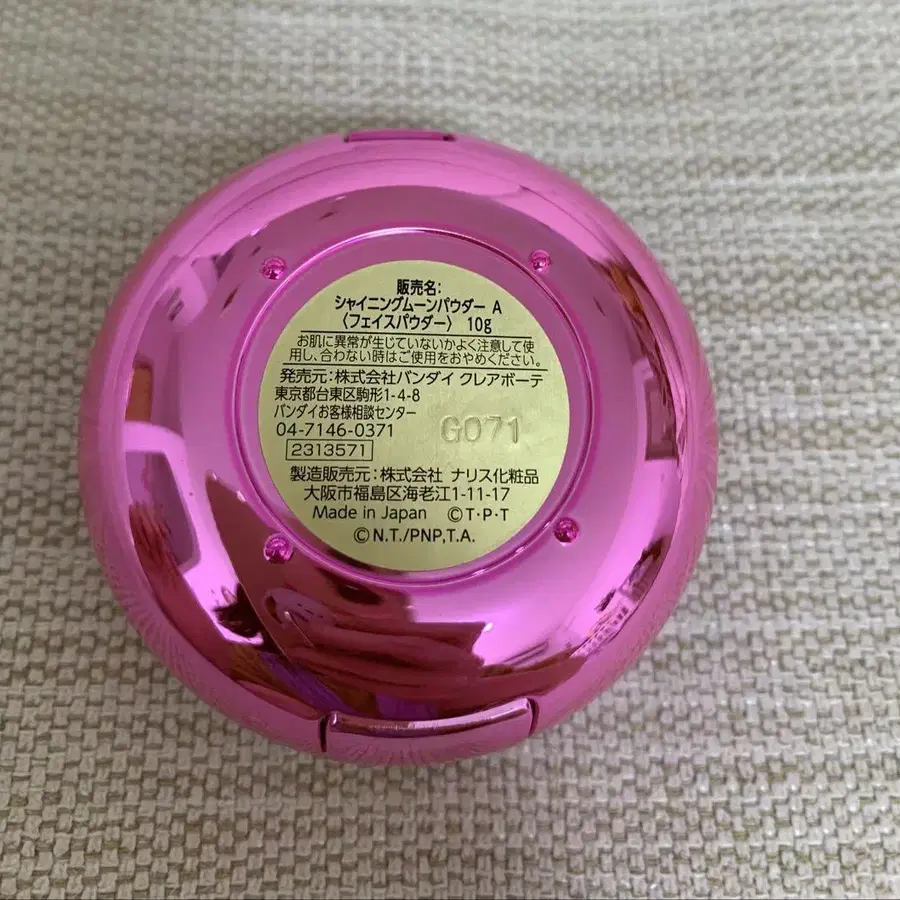 販売名:
シャイニングムーンパウダー A
〈フェイスパウダー〉 10g
お肌に異常が生じていないかよく注意して使
用し、合わない時はご使用をおやめください。
発売元:株式会社バンダイ クレアボーテ
東京都台東区駒形1-4-8
バンダイお客様相談センター
04-7146-0371
G071
2313571
製造販売元:株式会社 ナリス化粧品
大阪市福島区海老江1-11-17
Made in Japan ©T・P・T
©N.T./PNP,T.A.